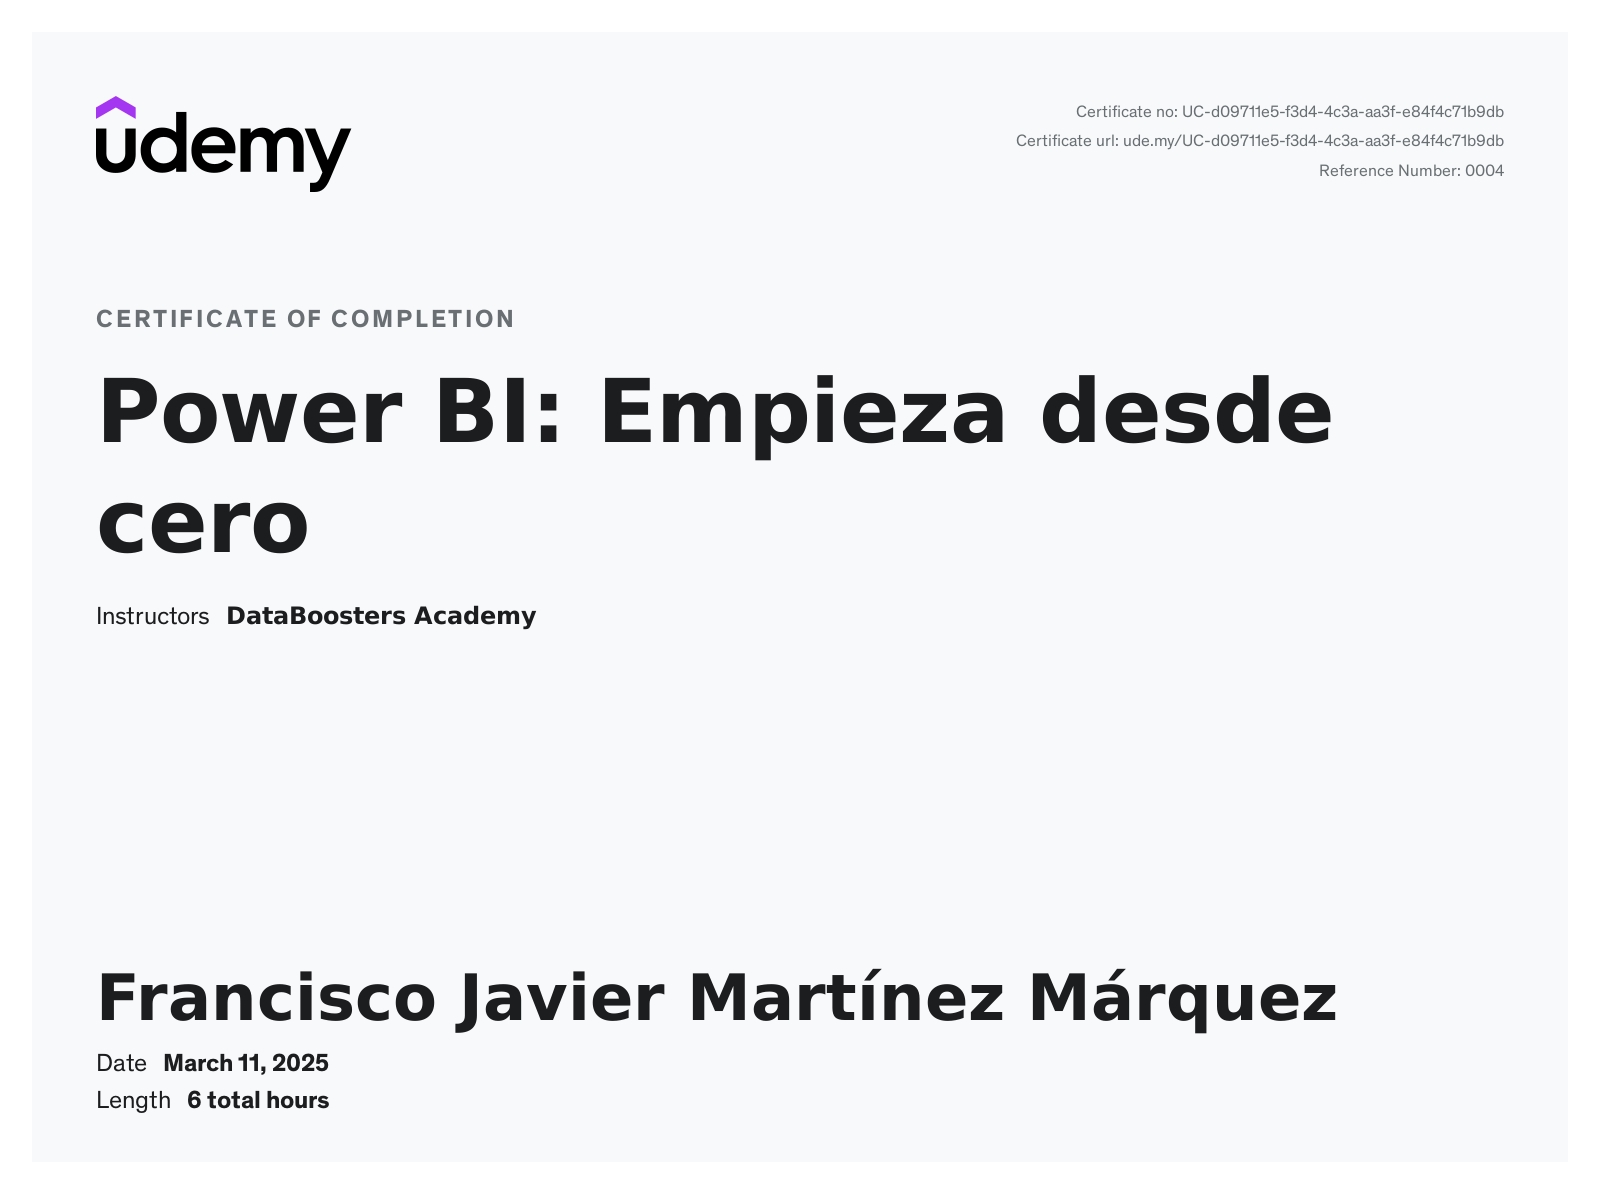 udemy
Certificate no: UC-d09711e5-f3d4-4c3a-aa3f-e84f4c71b9db
Certificate url: ude.my/UC-d09711e5-f3d4-4c3a-aa3f-e84f4c71b9db
Reference Number: 0004
CERTIFICATE OF COMPLETION
Power BI: Empieza desde
cero
Instructors DataBoosters Academy
Francisco Javier Martínez Márquez
Date March 11, 2025
Length 6 total hours